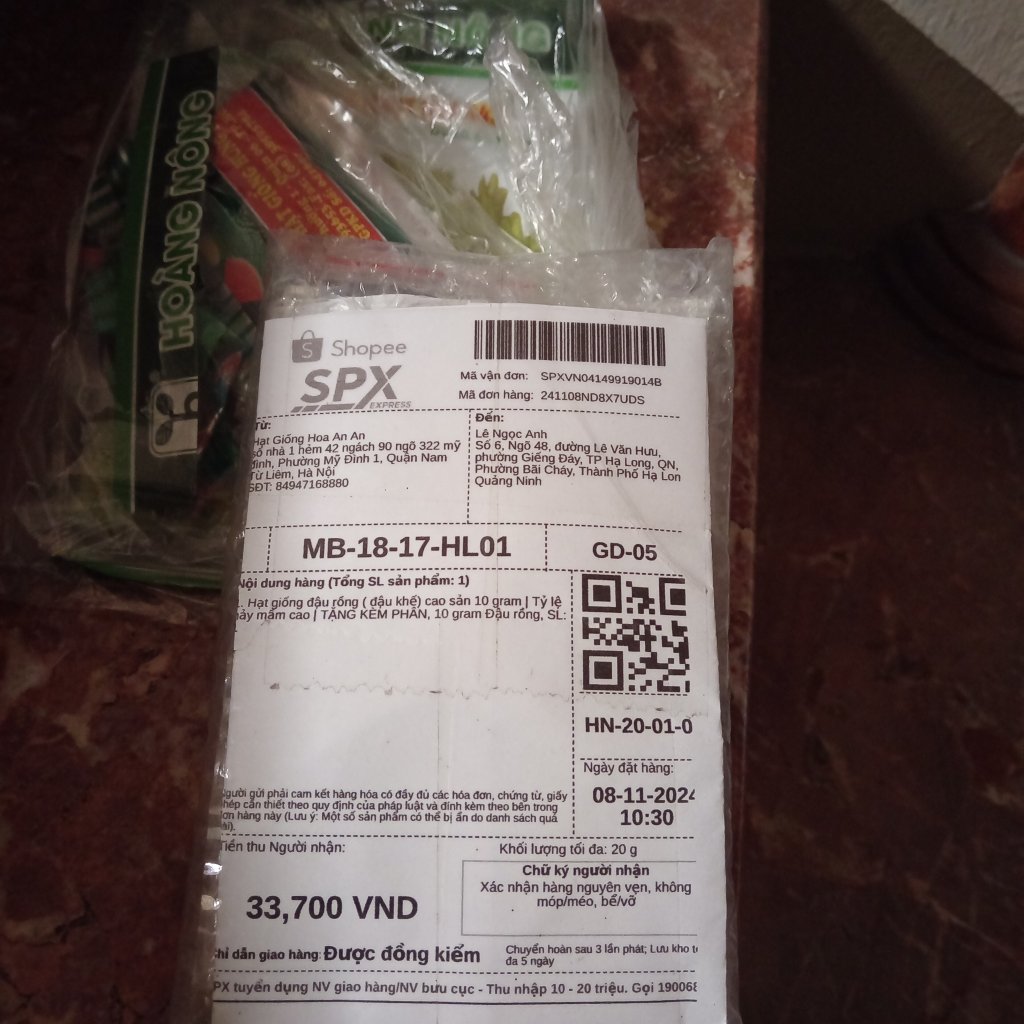 HOÀNG NÔNG
Shopee
SPX
EXPRESS
Mã vận đơn: SPXVN04149919014B
Mã đơn hàng: 241108ND8X7UDS
Từ:
Hạt Giống Hoa An An
số nhà 1 hẻm 42 ngách 90 ngõ 322 mỹ
đình, Phường Mỹ Đình 1, Quận Nam
Từ Liêm, Hà Nội
SĐT: 84947168880
Đến:
Lê Ngọc Anh
Số 6, Ngõ 48, đường Lê Văn Hưu,
phường Giếng Đáy, TP Hạ Long, QN,
Phường Bãi Cháy, Thành Phố Hạ Lon
Quảng Ninh
MB-18-17-HL01
GD-05
Nội dung hàng (Tổng SL sản phẩm: 1)
1. Hạt giống đậu rồng ( đậu khế) cao sản 10 gram | Tỷ lệ
nảy mầm cao | TẶNG KÈM PHÂN, 10 gram Đậu rồng, SL:
HN-20-01-0
Ngày đặt hàng:
08-11-2024
10:30
Người gửi phải cam kết hàng hóa có đầy đủ các hóa đơn, chứng từ, giấy
phép cần thiết theo quy định của pháp luật và đính kèm theo bên trong
đơn hàng này (Lưu ý: Một số sản phẩm có thể bị ẩn do danh sách quá
dài).
Tiền thu Người nhận:
33,700 VND
Khối lượng tối đa: 20 g
Chữ ký người nhận
Xác nhận hàng nguyên vẹn, không
móp/méo, bể/vỡ
Chỉ dẫn giao hàng: Được đồng kiểm
Chuyển hoàn sau 3 lần phát; Lưu kho t
đa 5 ngày
SPX tuyển dụng NV giao hàng/NV bưu cục - Thu nhập 10 - 20 triệu. Gọi 190068